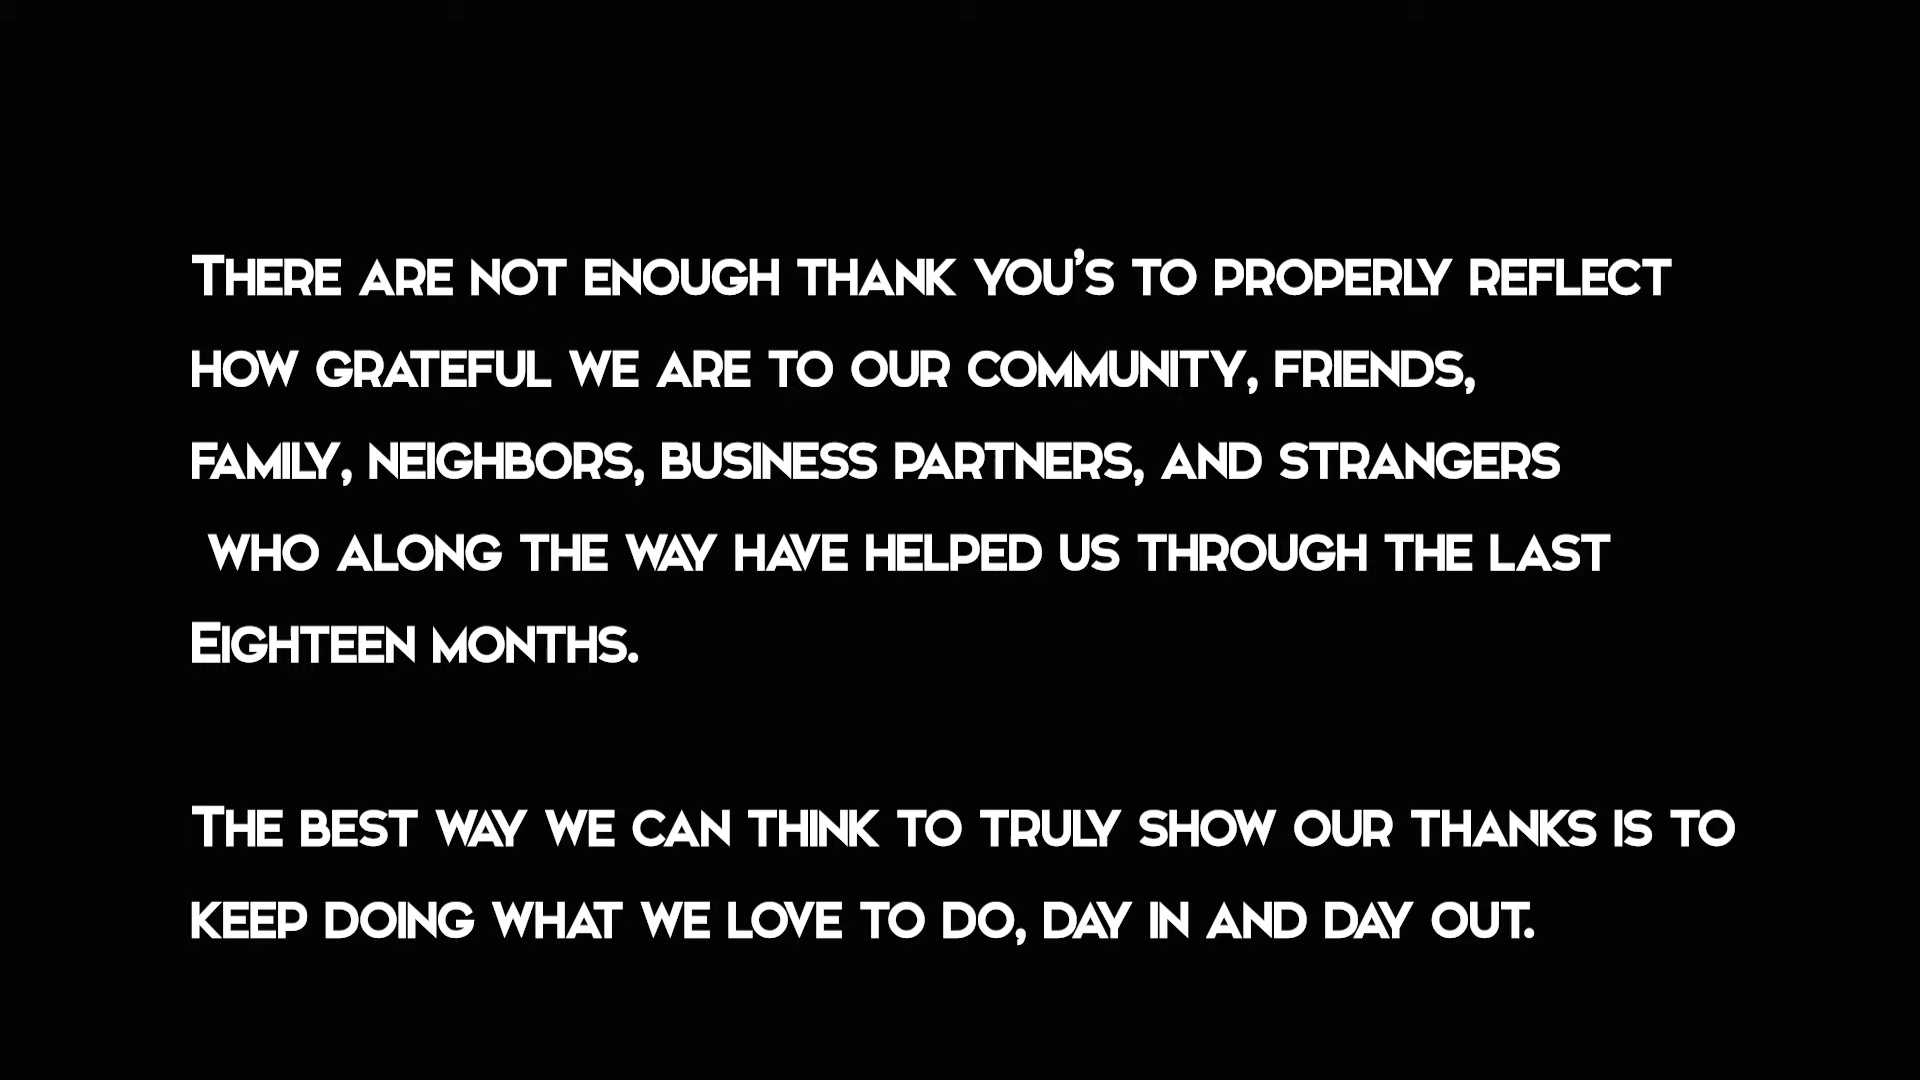 There are not enough thank you’s to properly reflect
how grateful we are to our community, friends,
family, neighbors, business partners, and strangers
who along the way have helped us through the last
Eighteen months.
The best way we can think to truly show our thanks is to
keep doing what we love to do, day in and day out.